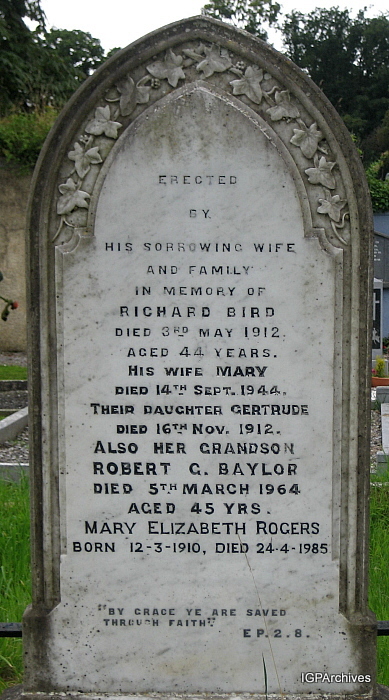 ERECTED
BY
HIS SORROWING WIFE
AND FAMILY
IN MEMORY OF
RICHARD BIRD
DIED 3RD MAY 1912.
AGED 44 YEARS.
HIS WIFE MARY
DIED 14TH SEPT. 1944.
THEIR DAUGHTER GERTRUDE
DIED 16TH NOV. 1912.
ALSO HER GRANDSON
ROBERT G. BAYLOR
DIED 5TH MARCH 1964
AGED 45 YRS.
MARY ELIZABETH ROGERS
BORN 12-3-1910, DIED 24-4-1985
"BY GRACE YE ARE SAVED
THROUGH FAITH"
EP. 2. 8.
IGPArchives